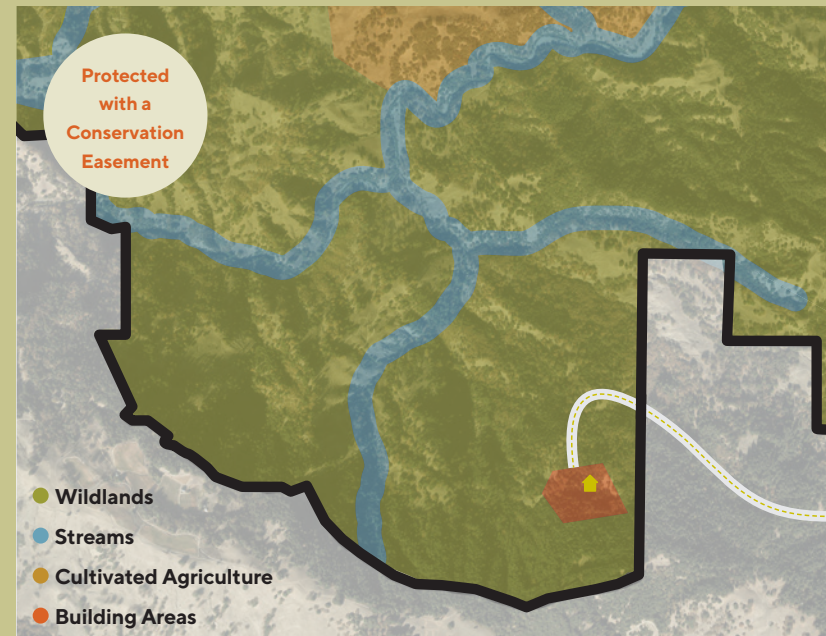 Protected
with a
Conservation
Easement
Wildlands
Streams
Cultivated Agriculture
Building Areas